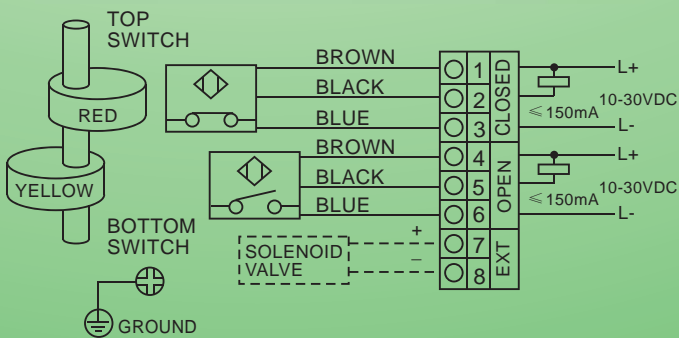 TOP
SWITCH
RED
YELLOW
BOTTOM
SWITCH
GROUND
BROWN
BLACK
BLUE
BROWN
BLACK
BLUE
SOLENOID
VALVE
+
–
1
2
3
4
5
6
7
8
CLOSED
OPEN
EXT
L+
10-30VDC
≤150mA
L-
L+
10-30VDC
≤150mA
L-